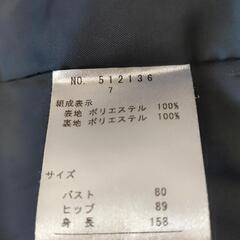 NO. 512136
7
組成表示
表地 ポリエステル 100%
裏地 ポリエステル 100%
サイズ
バスト 80
ヒップ 89
身長 158